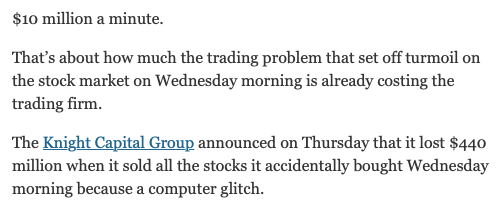 $10 million a minute.
That’s about how much the trading problem that set off turmoil on
the stock market on Wednesday morning is already costing the
trading firm.
The Knight Capital Group announced on Thursday that it lost $440
million when it sold all the stocks it accidentally bought Wednesday
morning because a computer glitch.